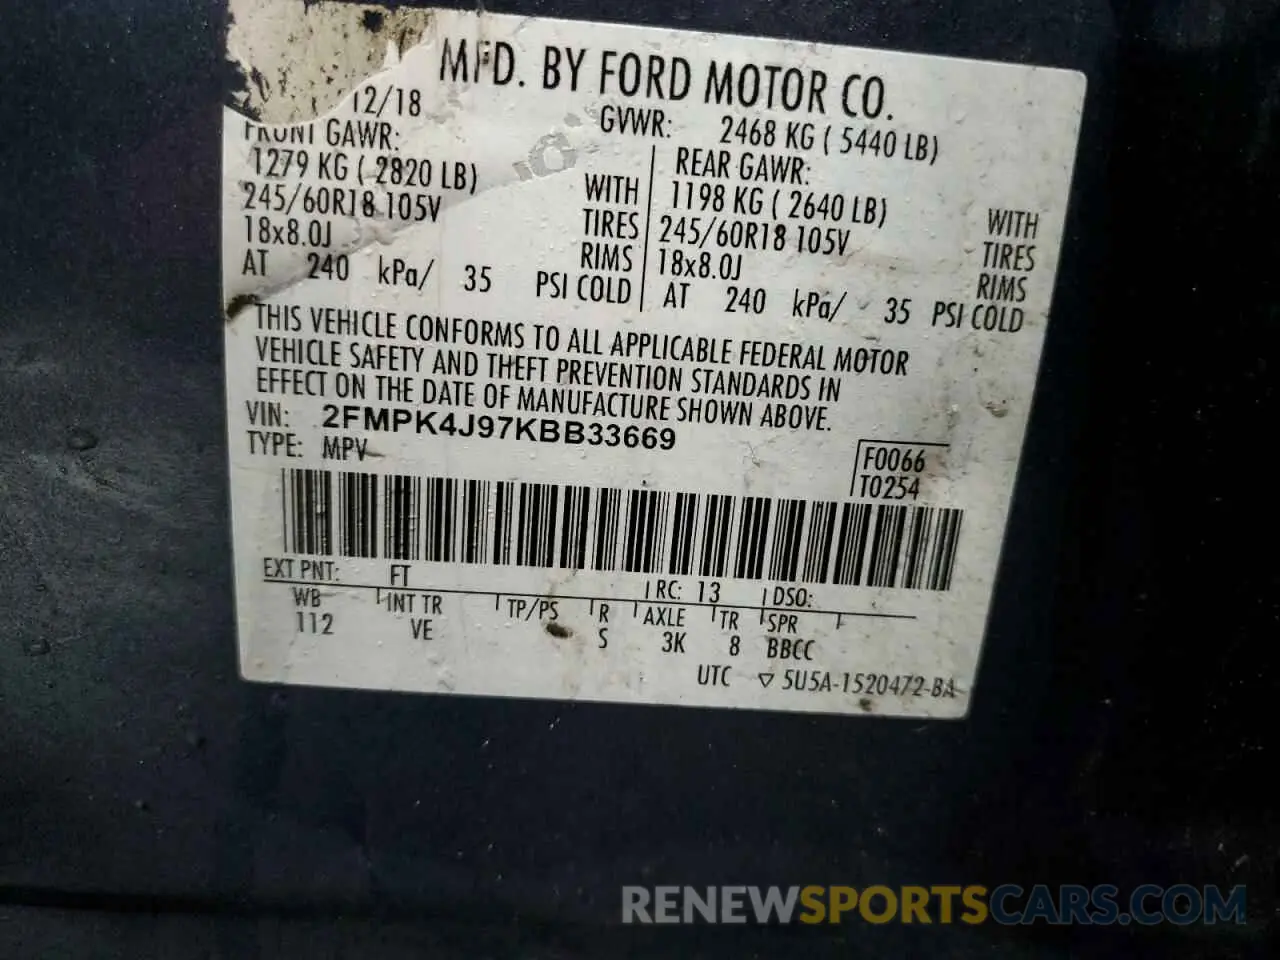 MFD. BY FORD MOTOR CO.
12/18
GVWR: 2468 KG ( 5440 LB)
FRONT GAWR:
1279 KG ( 2820 LB) WITH
245/60R18 105V TIRES
18x8.0J RIMS
AT 240 kPa/ 35 PSI COLD
REAR GAWR:
1198 KG ( 2640 LB) WITH
245/60R18 105V TIRES
18x8.0J RIMS
AT 240 kPa/ 35 PSI COLD
THIS VEHICLE CONFORMS TO ALL APPLICABLE FEDERAL MOTOR
VEHICLE SAFETY AND THEFT PREVENTION STANDARDS IN
EFFECT ON THE DATE OF MANUFACTURE SHOWN ABOVE.
VIN: 2FMPK4J97KBB33669
TYPE: MPV
F0066
T0254
EXT PNT: FT RC: 13 DSO:
WB INT TR TP/PS R AXLE TR SPR
112 VE S 3K 8 BBCC
UTC ▽ 5U5A-1520472-BA
RENEWSPORTSCARS.COM